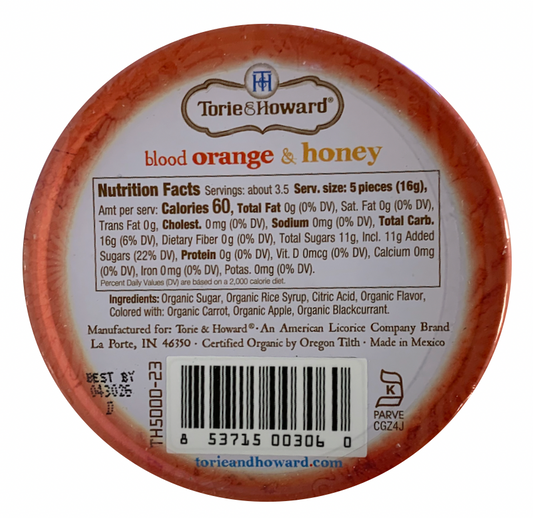 TH
Torie & Howard®
blood orange & honey
Nutrition Facts Servings: about 3.5 Serv. size: 5 pieces (16g),
Amt per serv: Calories 60, Total Fat 0g (0% DV), Sat. Fat 0g (0% DV),
Trans Fat 0g, Cholest. 0mg (0% DV), Sodium 0mg (0% DV), Total Carb.
16g (6% DV), Dietary Fiber 0g (0% DV), Total Sugars 11g, Incl. 11g Added
Sugars (22% DV), Protein 0g (0% DV), Vit. D 0mcg (0% DV), Calcium 0mg
(0% DV), Iron 0mg (0% DV), Potas. 0mg (0% DV).
Percent Daily Values (DV) are based on a 2,000 calorie diet.
Ingredients: Organic Sugar, Organic Rice Syrup, Citric Acid, Organic Flavor,
Colored with: Organic Carrot, Organic Apple, Organic Blackcurrant.
Manufactured for: Torie & Howard® · An American Licorice Company Brand
La Porte, IN 46350 · Certified Organic by Oregon Tilth · Made in Mexico
BEST BY
043026
D
TH5000-23
8 53715 00306 0
K
PARVE
CGZ4J
torieandhoward.com